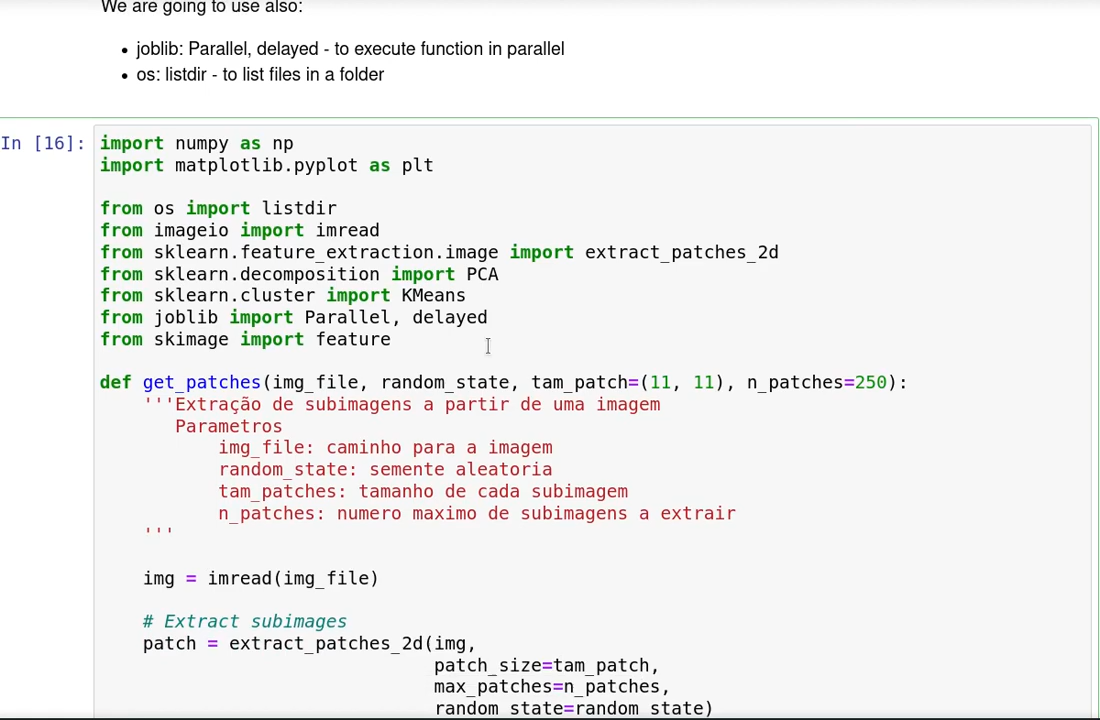 We are going to use also:
• joblib: Parallel, delayed - to execute function in parallel
• os: listdir - to list files in a folder
In [16]:
import numpy as np
import matplotlib.pyplot as plt
from os import listdir
from imageio import imread
from sklearn.feature_extraction.image import extract_patches_2d
from sklearn.decomposition import PCA
from sklearn.cluster import KMeans
from joblib import Parallel, delayed
from skimage import feature
def get_patches(img_file, random_state, tam_patch=(11, 11), n_patches=250):
    '''Extração de subimagens a partir de uma imagem
       Parametros
           img_file: caminho para a imagem
           random_state: semente aleatoria
           tam_patches: tamanho de cada subimagem
           n_patches: numero maximo de subimagens a extrair
    '''
    img = imread(img_file)
    # Extract subimages
    patch = extract_patches_2d(img,
                               patch_size=tam_patch,
                               max_patches=n_patches,
                               random_state=random_state)